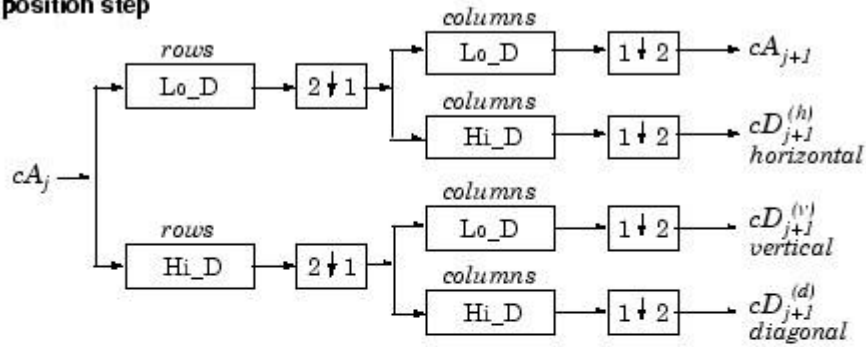 position step
columns
rows
Lo_D
1 ↓ 2
cA_{j+1}
Lo_D
2 ↓ 1
columns
Hi_D
1 ↓ 2
cD_{j+1}^{(h)}
horizontal
cA_j
columns
rows
Lo_D
1 ↓ 2
cD_{j+1}^{(v)}
vertical
Hi_D
2 ↓ 1
columns
Hi_D
1 ↓ 2
cD_{j+1}^{(d)}
diagonal